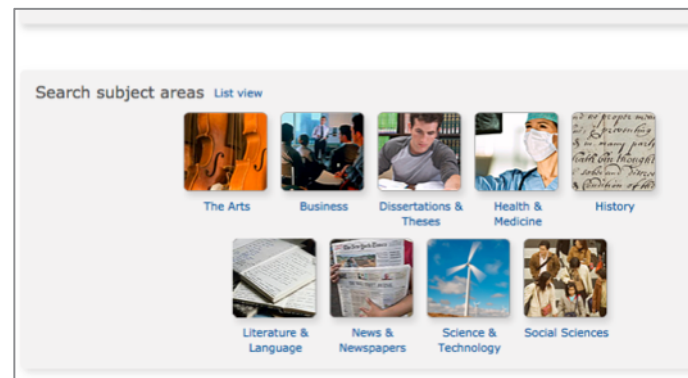 Search subject areas List view
The Arts
Business
Dissertations &
Theses
Health &
Medicine
History
Literature &
Language
News &
Newspapers
Science &
Technology
Social Sciences